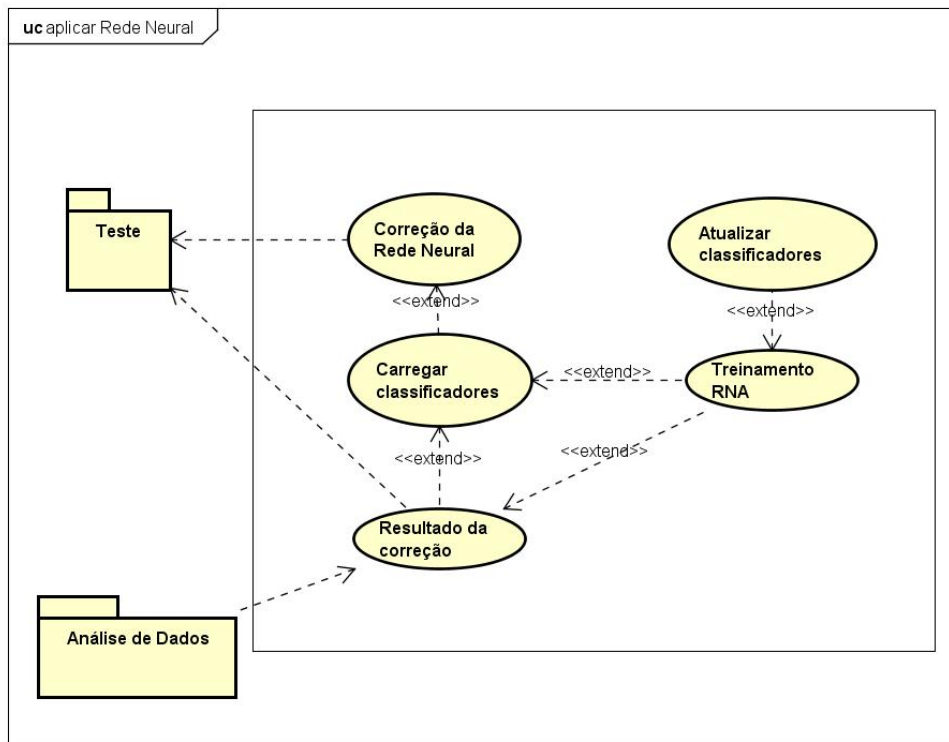 uc aplicar Rede Neural
Teste
Correção da
Rede Neural
Atualizar
classificadores
<<extend>>
<<extend>>
Carregar
classificadores
<<extend>>
Treinamento
RNA
<<extend>>
<<extend>>
Resultado da
correção
Análise de Dados